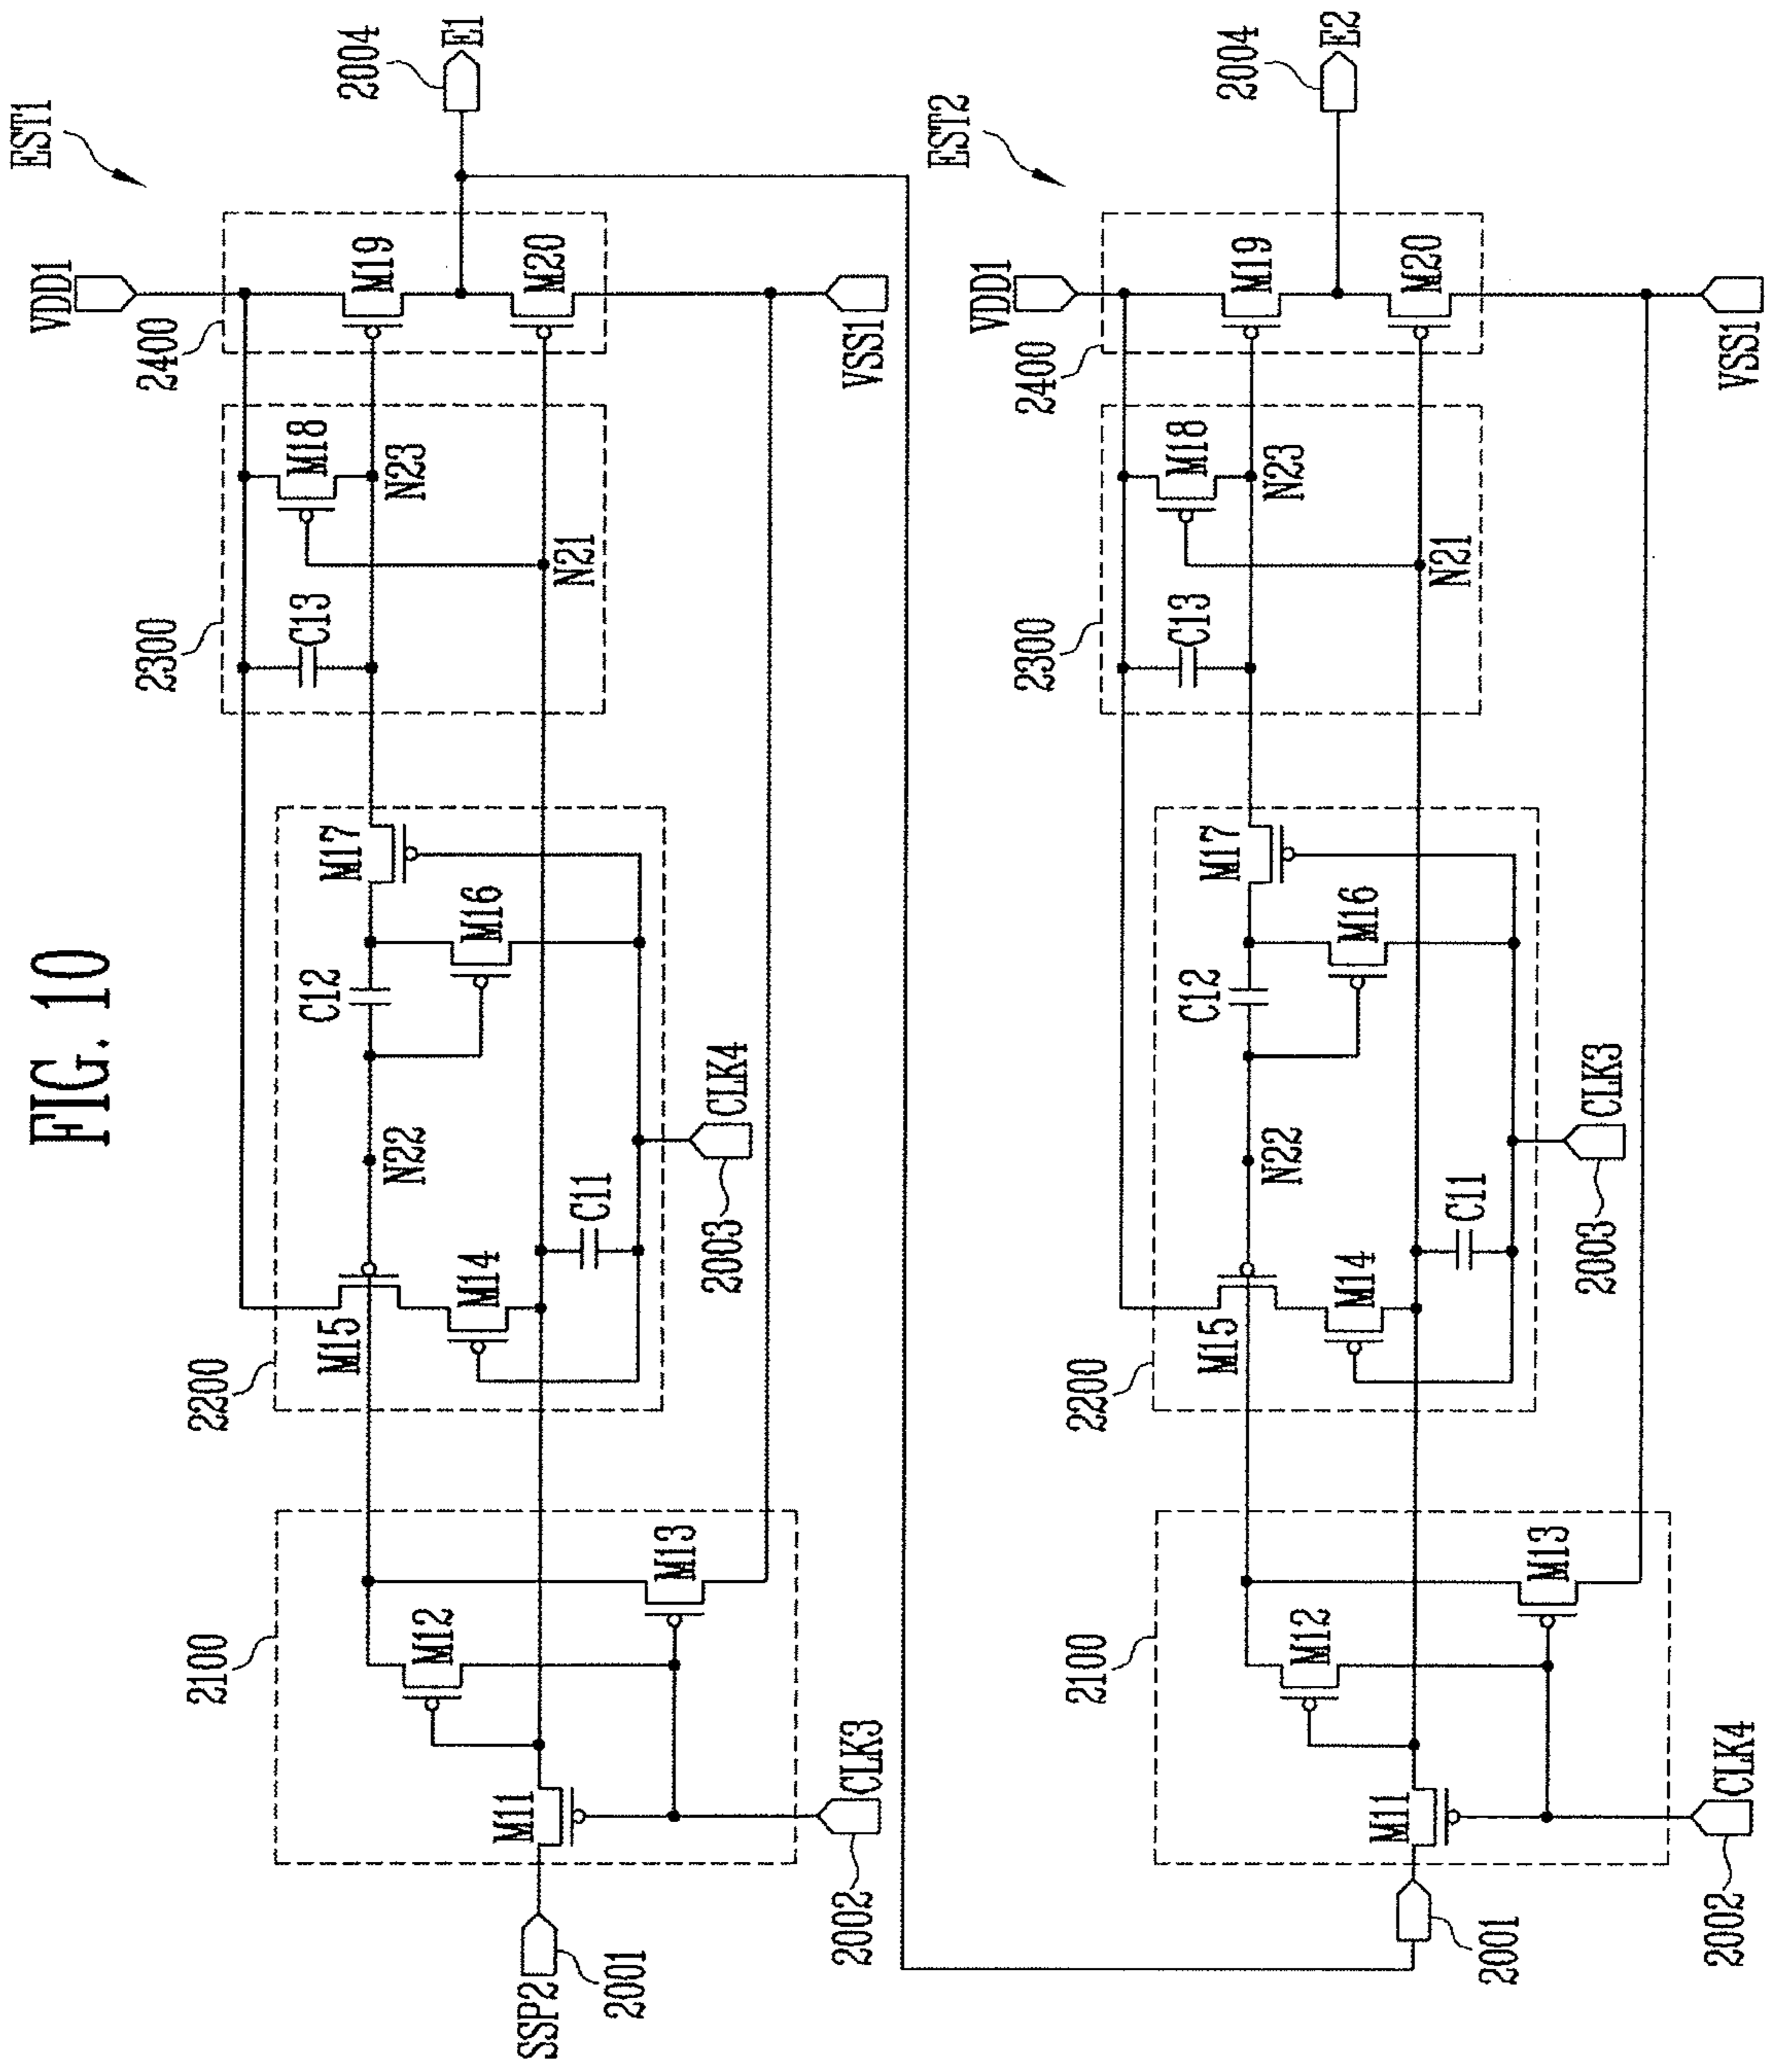 FIG. 10
EST1
VDD1
2004
E1
2400
M19
M20
VSS1
2300
M18
N23
C13
N21
2200
M17
M16
C12
N22
M15
M14
C11
CLK4
2003
2100
M13
M12
M11
CLK3
2002
SSP2
2001
EST2
VDD1
2004
E2
2400
M19
M20
VSS1
2300
M18
N23
C13
N21
2200
M17
M16
C12
N22
M15
M14
C11
CLK3
2003
2100
M13
M12
M11
CLK4
2002
2001